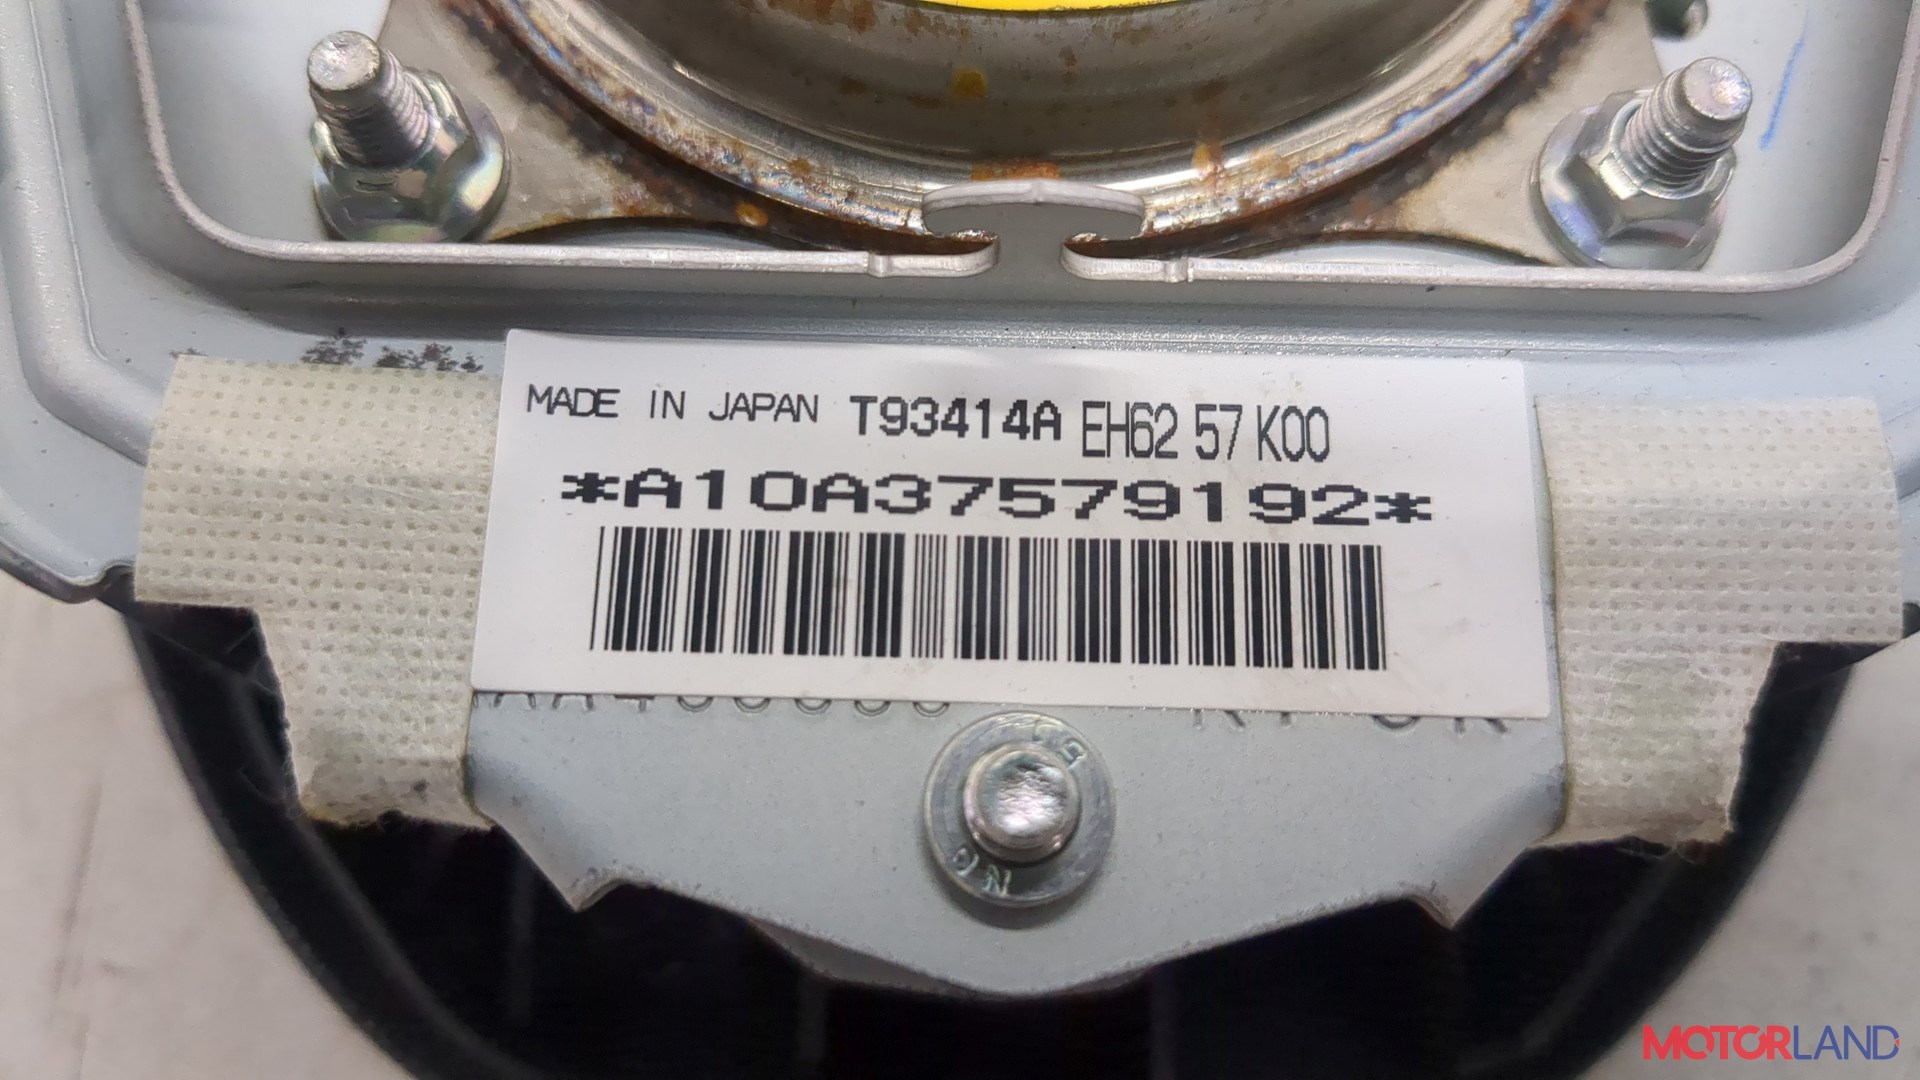 MADE IN JAPAN T93414A EH62 57 K00
*A10A37579192*
MOTORLAND